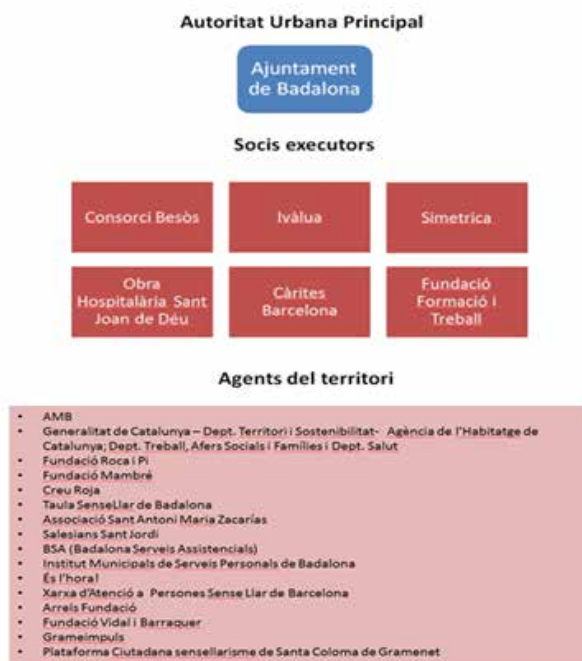 Autoritat Urbana Principal
Ajuntament
de Badalona
Socis executors
Consorci Besòs
Ivàlua
Simetrica
Obra
Hospitalària Sant
Joan de Déu
Càrites
Barcelona
Fundació
Formació i
Treball
Agents del territori
• AMB
• Generalitat de Catalunya – Dept. Territori i Sostenibilitat- Agència de l'Habitatge de
Catalunya; Dept. Treball, Afers Socials i Famílies i Dept. Salut
• Fundació Roca i Pi
• Fundació Mambré
• Creu Roja
• Taula SenseLlar de Badalona
• Associació Sant Antoni Maria Zacarías
• Salesians Sant Jordi
• BSA (Badalona Serveis Assistencials)
• Institut Municipals de Serveis Personals de Badalona
• És l'hora!
• Xarxa d'Atenció a Persones Sense Llar de Barcelona
• Arrels Fundació
• Fundació Vidal i Barraquer
• Grameimpuls
• Plataforma Ciutadana sensellarisme de Santa Coloma de Gramenet